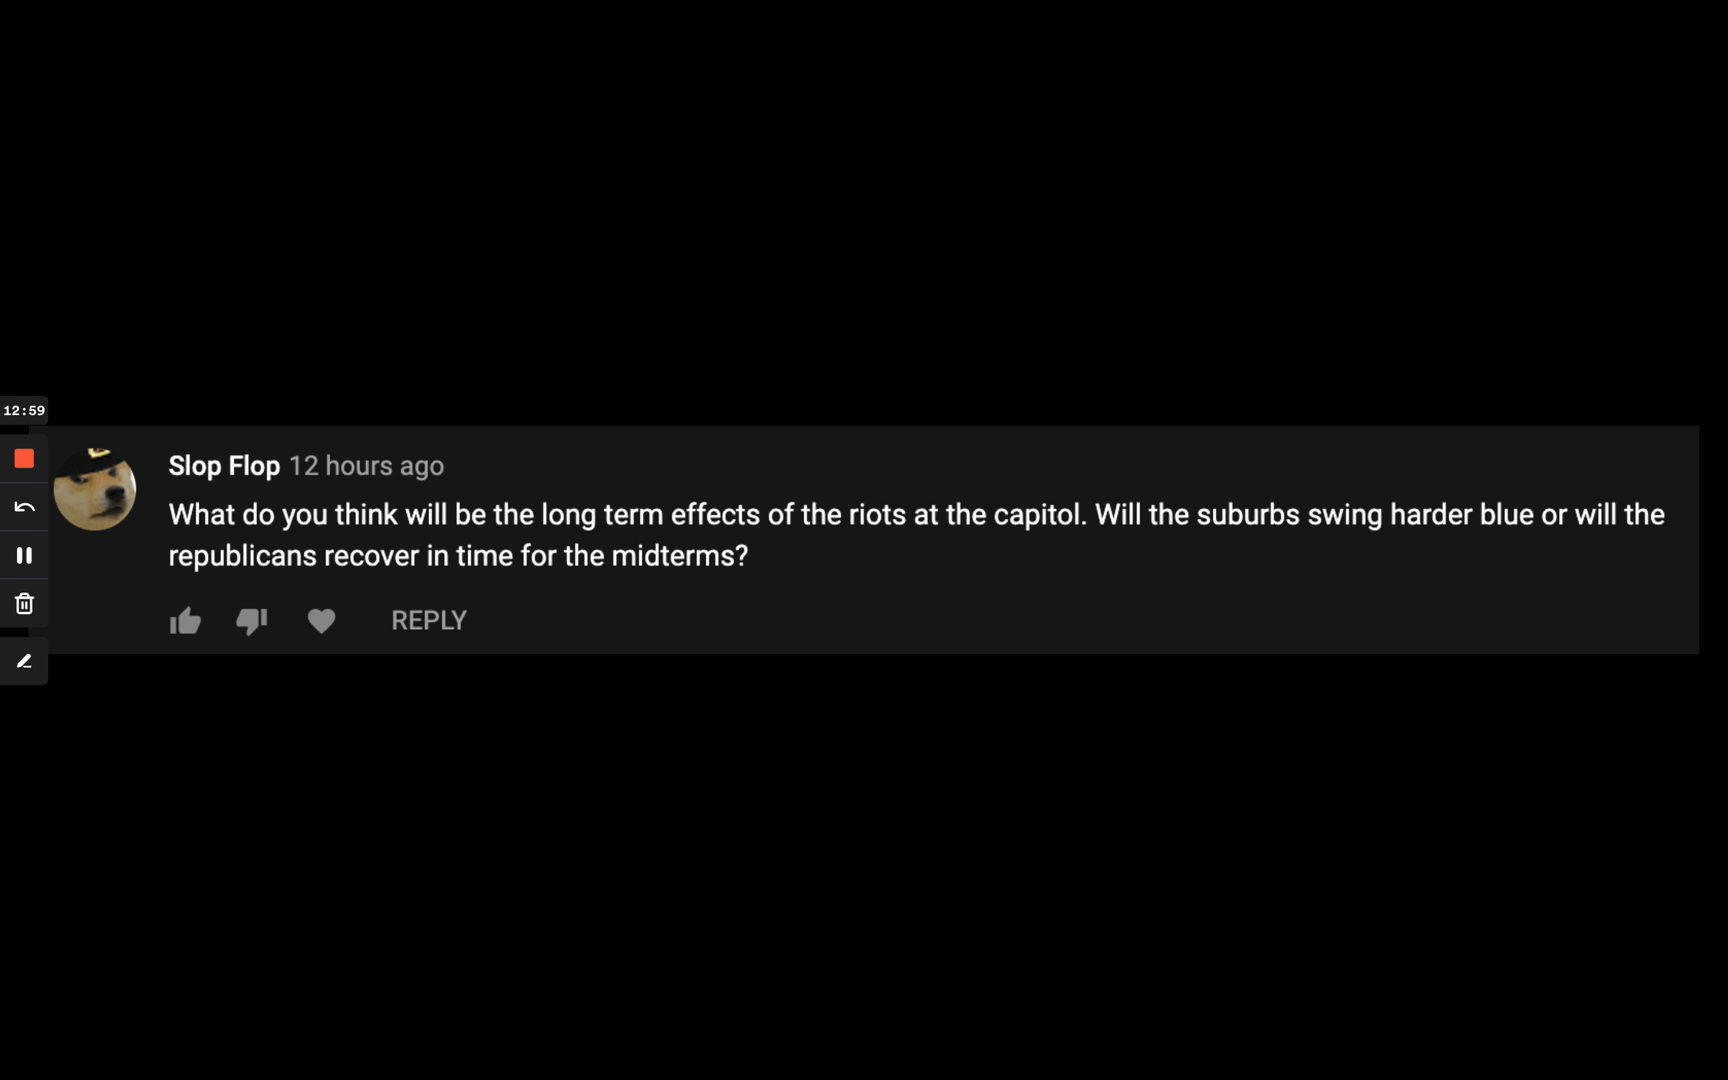 12:59
Slop Flop 12 hours ago
What do you think will be the long term effects of the riots at the capitol. Will the suburbs swing harder blue or will the
republicans recover in time for the midterms?
REPLY